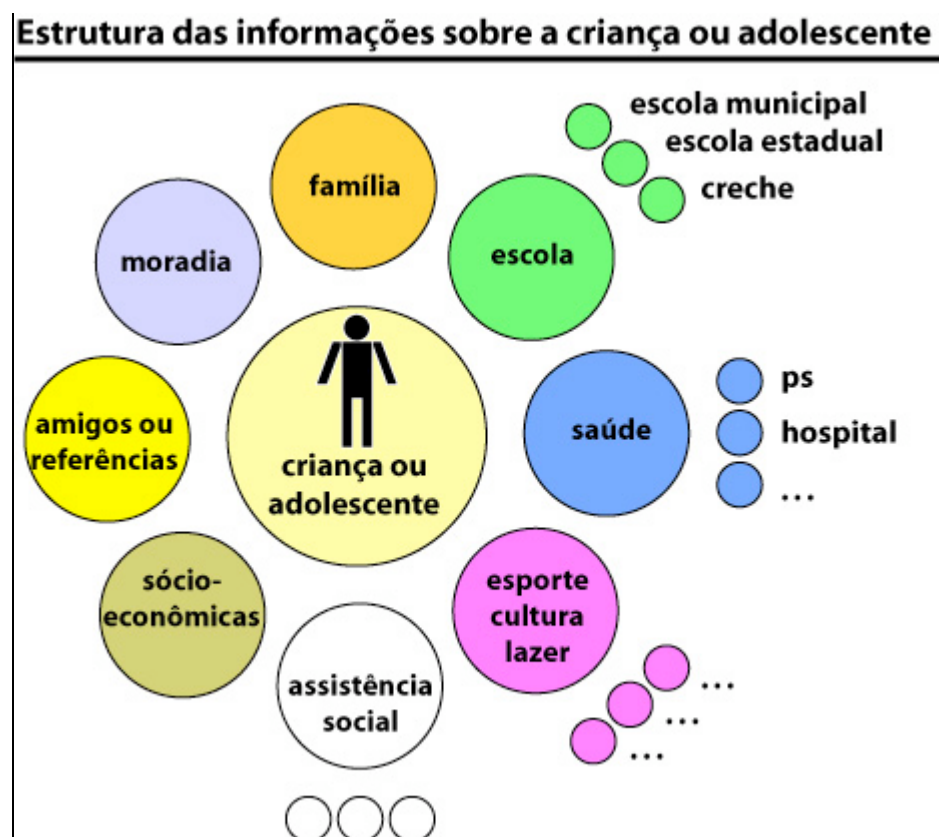 Estrutura das informações sobre a criança ou adolescente
escola municipal
escola estadual
creche
família
escola
moradia
ps
hospital
...
saúde
amigos ou
referências
criança ou
adolescente
sócio-
econômicas
esporte
cultura
lazer
...
...
...
assistência
social